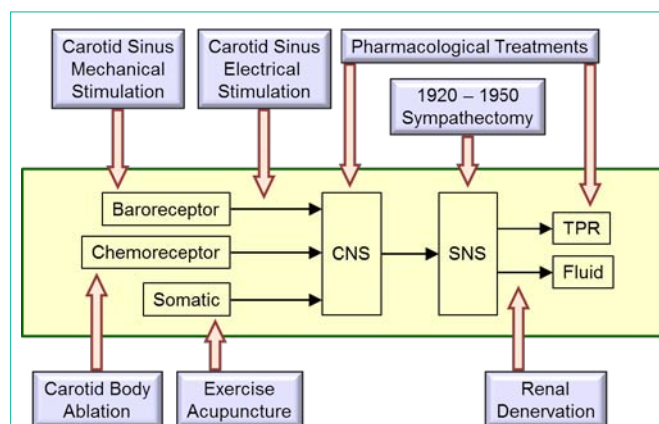 Carotid Sinus
Mechanical
Stimulation
Carotid Sinus
Electrical
Stimulation
Pharmacological Treatments
1920 – 1950
Sympathectomy
Baroreceptor
Chemoreceptor
Somatic
CNS
SNS
TPR
Fluid
Carotid Body
Ablation
Exercise
Acupuncture
Renal
Denervation